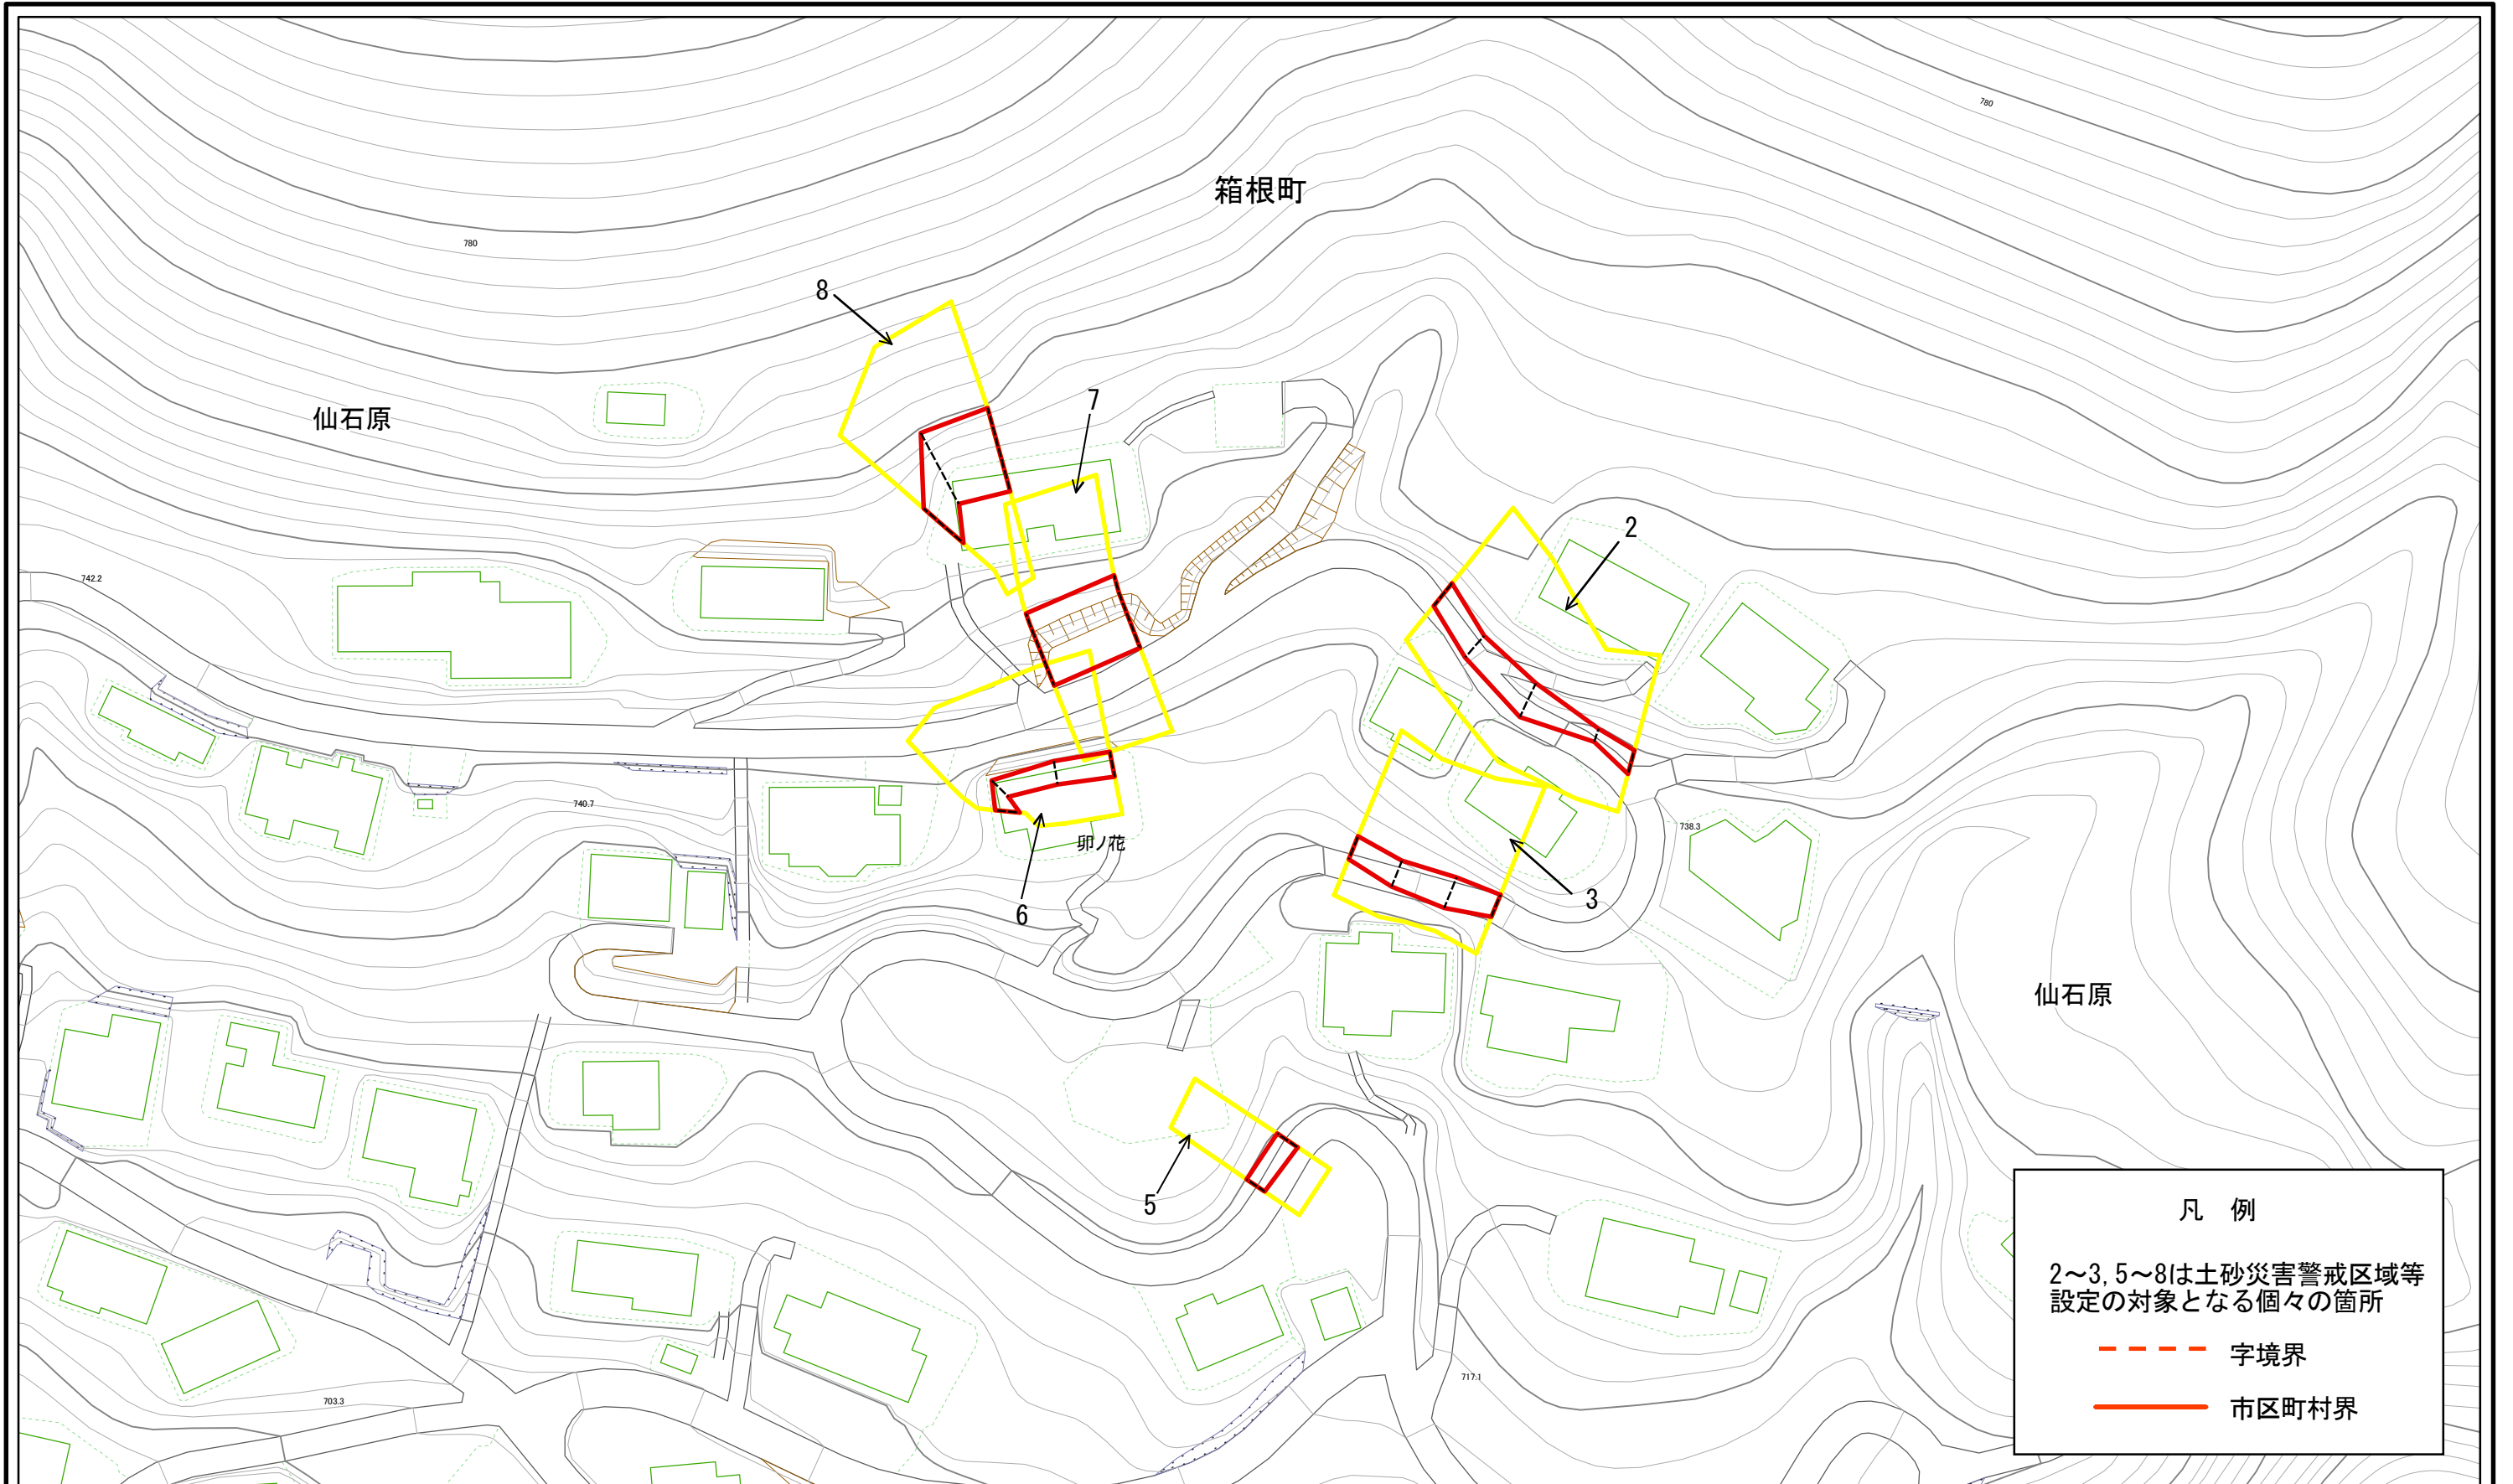 箱根町
780
780
8
7
仙石原
2
742.2
740.7
738.3
卯ノ花
6
3
仙石原
5
凡　例
2～3,5～8は土砂災害警戒区域等
設定の対象となる個々の箇所
字境界
市区町村界
717.1
703.3